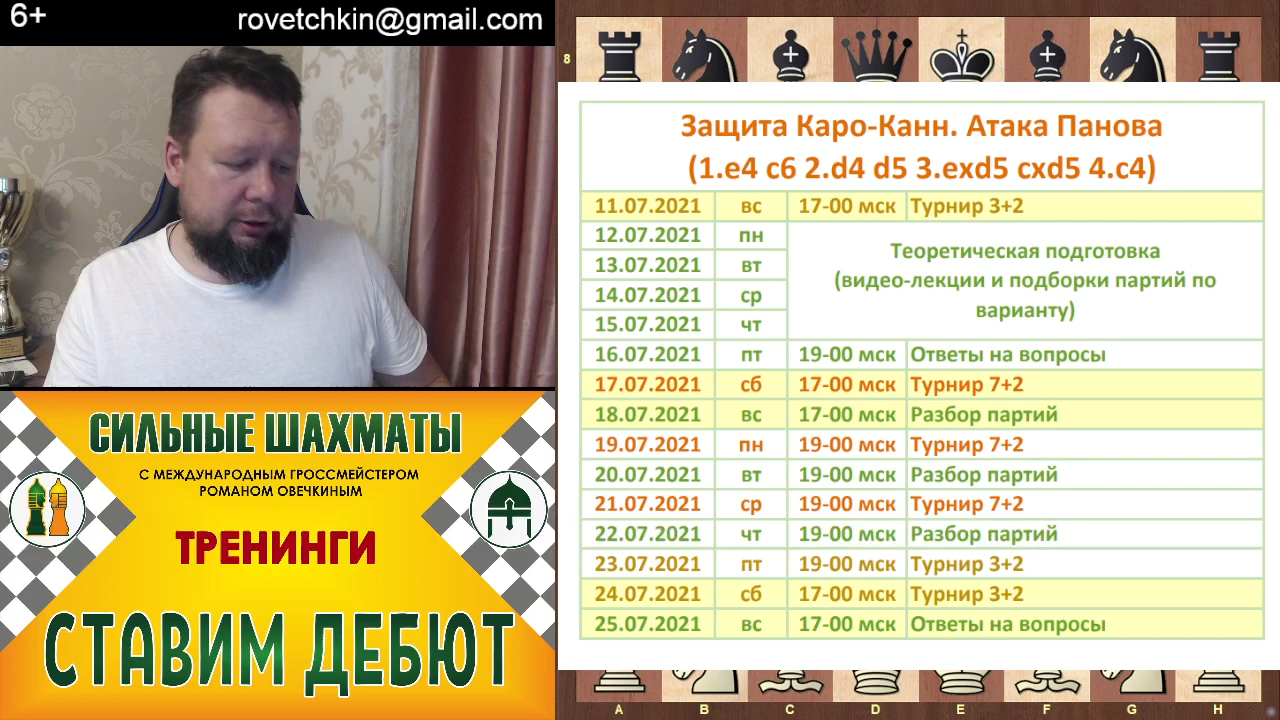 6+
rovetchkin@gmail.com
СИЛЬНЫЕ ШАХМАТЫ
С МЕЖДУНАРОДНЫМ ГРОССМЕЙСТЕРОМ
РОМАНОМ ОВЕЧКИНЫМ
ТРЕНИНГИ
СТАВИМ ДЕБЮТ
8
Защита Каро-Канн. Атака Панова
(1.e4 c6 2.d4 d5 3.exd5 cxd5 4.c4)
11.07.2021 вс 17-00 мск Турнир 3+2
12.07.2021 пн
13.07.2021 вт
14.07.2021 ср
15.07.2021 чт
Теоретическая подготовка
(видео-лекции и подборки партий по
варианту)
16.07.2021 пт 19-00 мск Ответы на вопросы
17.07.2021 сб 17-00 мск Турнир 7+2
18.07.2021 вс 17-00 мск Разбор партий
19.07.2021 пн 19-00 мск Турнир 7+2
20.07.2021 вт 19-00 мск Разбор партий
21.07.2021 ср 19-00 мск Турнир 7+2
22.07.2021 чт 19-00 мск Разбор партий
23.07.2021 пт 19-00 мск Турнир 3+2
24.07.2021 сб 17-00 мск Турнир 3+2
25.07.2021 вс 17-00 мск Ответы на вопросы
A B C D E F G H